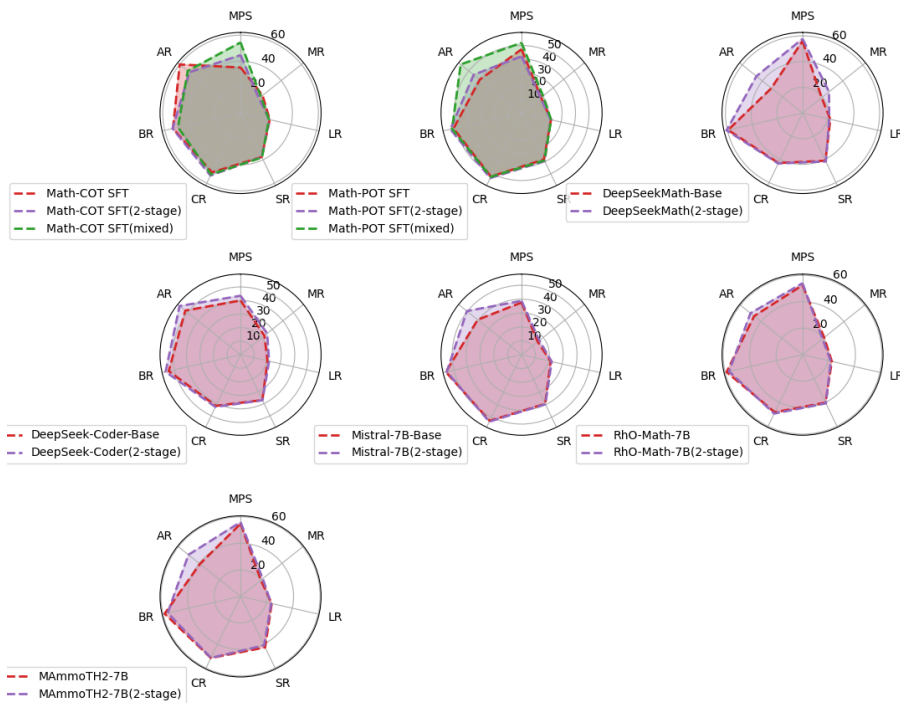 MPS
MR
LR
SR
CR
BR
AR
20
40
60
Math-COT SFT
Math-COT SFT(2-stage)
Math-COT SFT(mixed)
MPS
MR
LR
SR
CR
BR
AR
10
20
30
40
50
Math-POT SFT
Math-POT SFT(2-stage)
Math-POT SFT(mixed)
MPS
MR
LR
SR
CR
BR
AR
20
40
60
DeepSeekMath-Base
DeepSeekMath(2-stage)
MPS
MR
LR
SR
CR
BR
AR
10
20
30
40
50
DeepSeek-Coder-Base
DeepSeek-Coder(2-stage)
MPS
MR
LR
SR
CR
BR
AR
10
20
30
40
50
Mistral-7B-Base
Mistral-7B(2-stage)
MPS
MR
LR
SR
CR
BR
AR
20
40
60
RhO-Math-7B
RhO-Math-7B(2-stage)
MPS
MR
LR
SR
CR
BR
AR
20
40
60
MAmmoTH2-7B
MAmmoTH2-7B(2-stage)